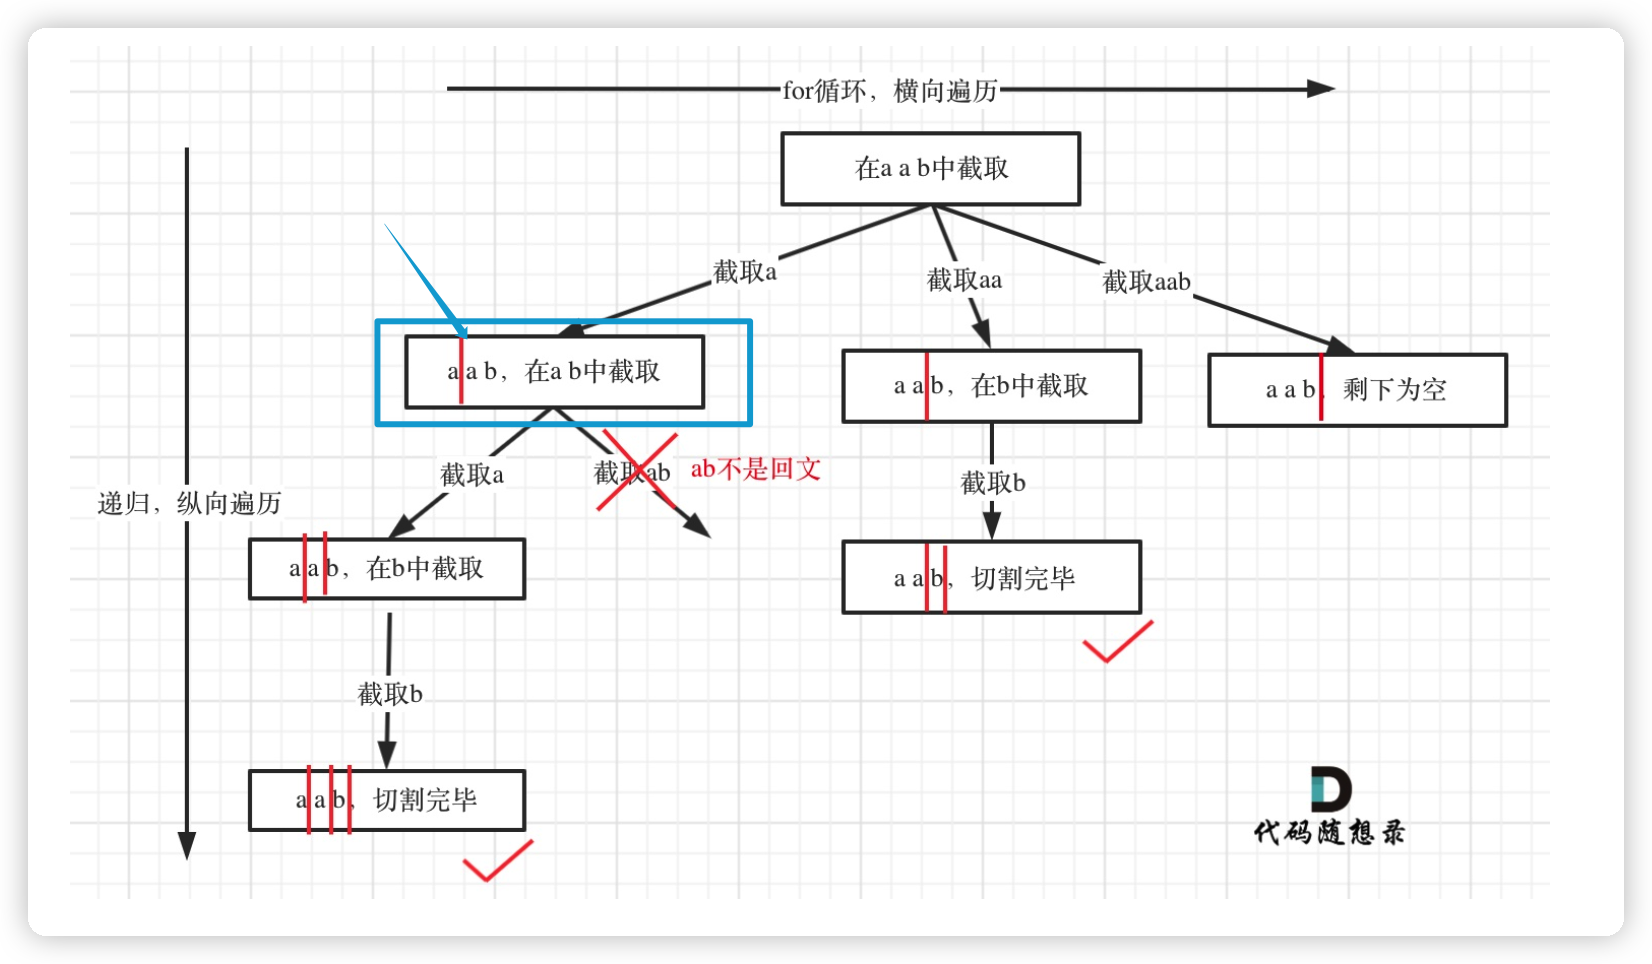 for循环，横向遍历
在a a b中截取
截取a
截取aa
截取aab
a a b，在a b中截取
a a b，在b中截取
a a b，剩下为空
截取a
截取ab
ab不是回文
截取b
递归，纵向遍历
a a b，在b中截取
a a b，切割完毕
截取b
a a b，切割完毕
代码随想录